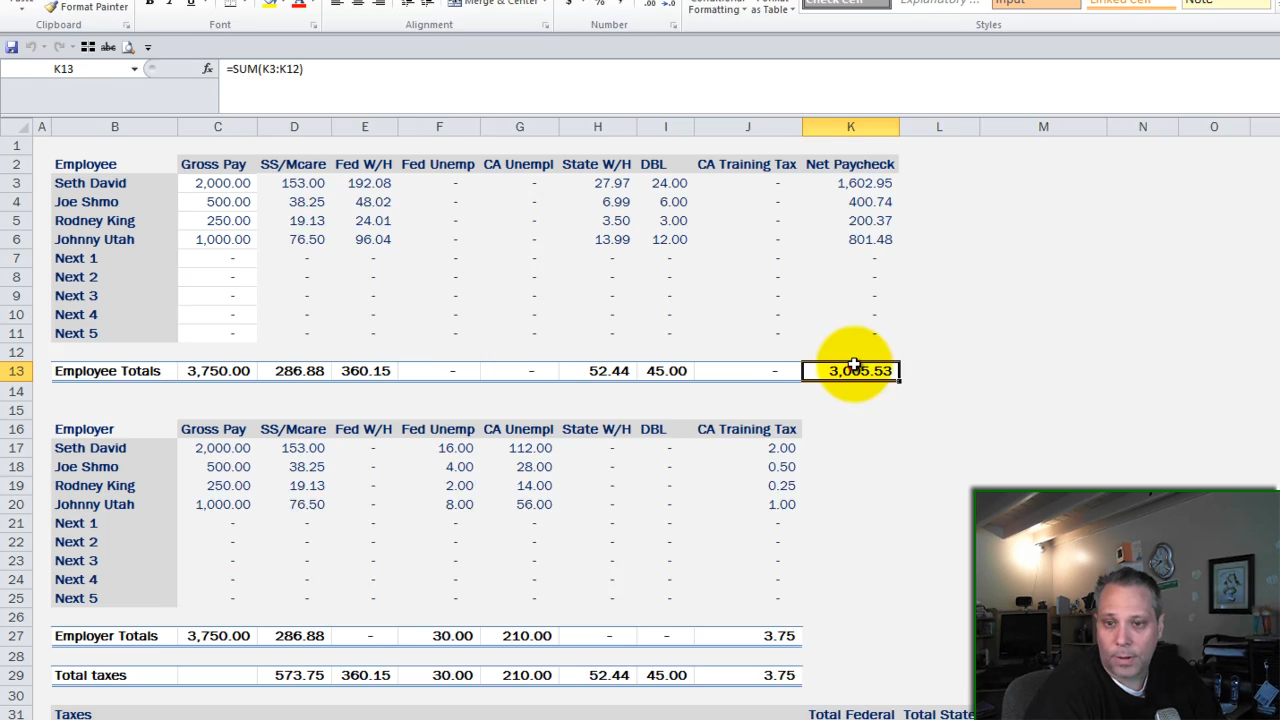 Format Painter
Merge & Center
Conditional Format
Formatting as Table
Check Cell Explanatory ... Input Linked Cell Note
Clipboard Font Alignment Number Styles
K13 fx =SUM(K3:K12)
A B C D E F G H I J K L M N O
1
2 Employee Gross Pay SS/Mcare Fed W/H Fed Unemp CA Unempl State W/H DBL CA Training Tax Net Paycheck
3 Seth David 2,000.00 153.00 192.08 - - 27.97 24.00 - 1,602.95
4 Joe Shmo 500.00 38.25 48.02 - - 6.99 6.00 - 400.74
5 Rodney King 250.00 19.13 24.01 - - 3.50 3.00 - 200.37
6 Johnny Utah 1,000.00 76.50 96.04 - - 13.99 12.00 - 801.48
7 Next 1 - - - - - - - - -
8 Next 2 - - - - - - - - -
9 Next 3 - - - - - - - - -
10 Next 4 - - - - - - - - -
11 Next 5 - - - - - - - - -
12
13 Employee Totals 3,750.00 286.88 360.15 - - 52.44 45.00 - 3,005.53
14
15
16 Employer Gross Pay SS/Mcare Fed W/H Fed Unemp CA Unempl State W/H DBL CA Training Tax
17 Seth David 2,000.00 153.00 - 16.00 112.00 - - 2.00
18 Joe Shmo 500.00 38.25 - 4.00 28.00 - - 0.50
19 Rodney King 250.00 19.13 - 2.00 14.00 - - 0.25
20 Johnny Utah 1,000.00 76.50 - 8.00 56.00 - - 1.00
21 Next 1 - - - - - - - -
22 Next 2 - - - - - - - -
23 Next 3 - - - - - - - -
24 Next 4 - - - - - - - -
25 Next 5 - - - - - - - -
26
27 Employer Totals 3,750.00 286.88 - 30.00 210.00 - - 3.75
28
29 Total taxes 573.75 360.15 30.00 210.00 52.44 45.00 3.75
30
31 Taxes Total Federal Total State